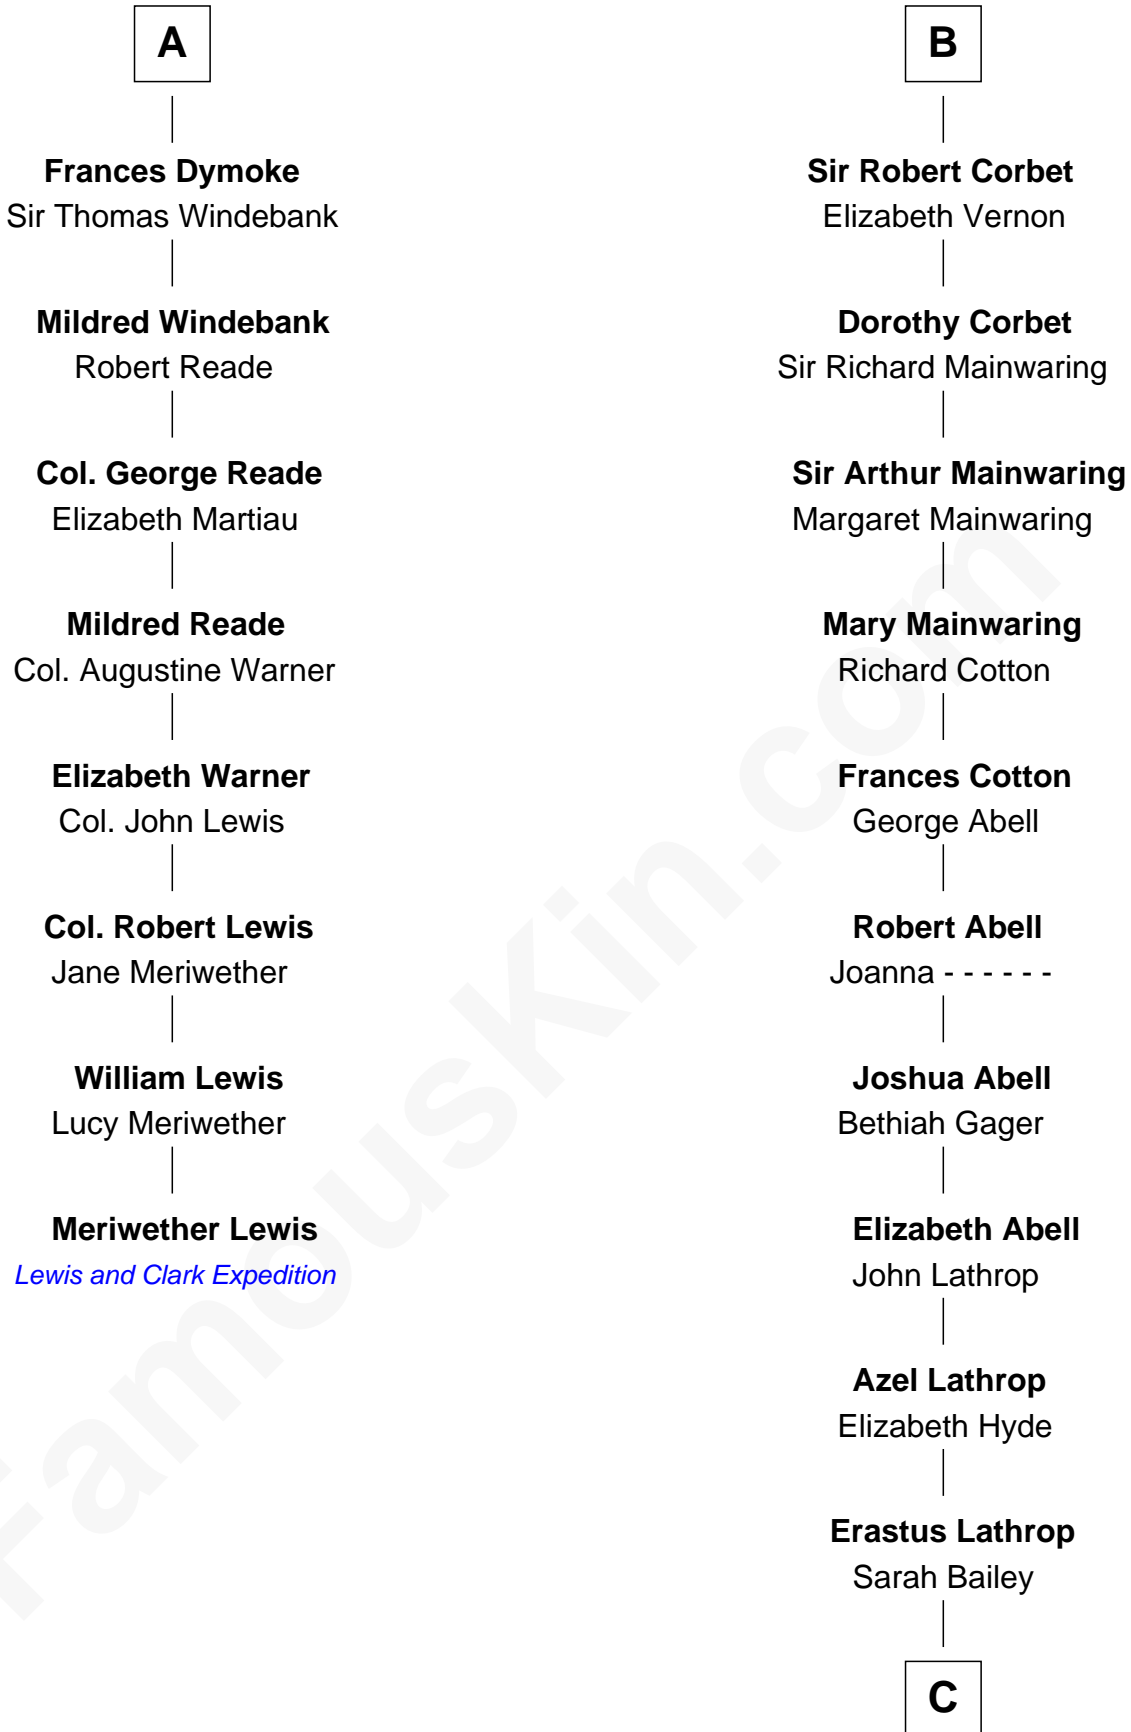 A
Frances Dymoke
Sir Thomas Windebank
Mildred Windebank
Robert Reade
Col. George Reade
Elizabeth Martiau
Mildred Reade
Col. Augustine Warner
Elizabeth Warner
Col. John Lewis
Col. Robert Lewis
Jane Meriwether
William Lewis
Lucy Meriwether
Meriwether Lewis
Lewis and Clark Expedition
B
Sir Robert Corbet
Elizabeth Vernon
Dorothy Corbet
Sir Richard Mainwaring
Sir Arthur Mainwaring
Margaret Mainwaring
Mary Mainwaring
Richard Cotton
Frances Cotton
George Abell
Robert Abell
Joanna - - - - - -
Joshua Abell
Bethiah Gager
Elizabeth Abell
John Lathrop
Azel Lathrop
Elizabeth Hyde
Erastus Lathrop
Sarah Bailey
C
FamousKin.com